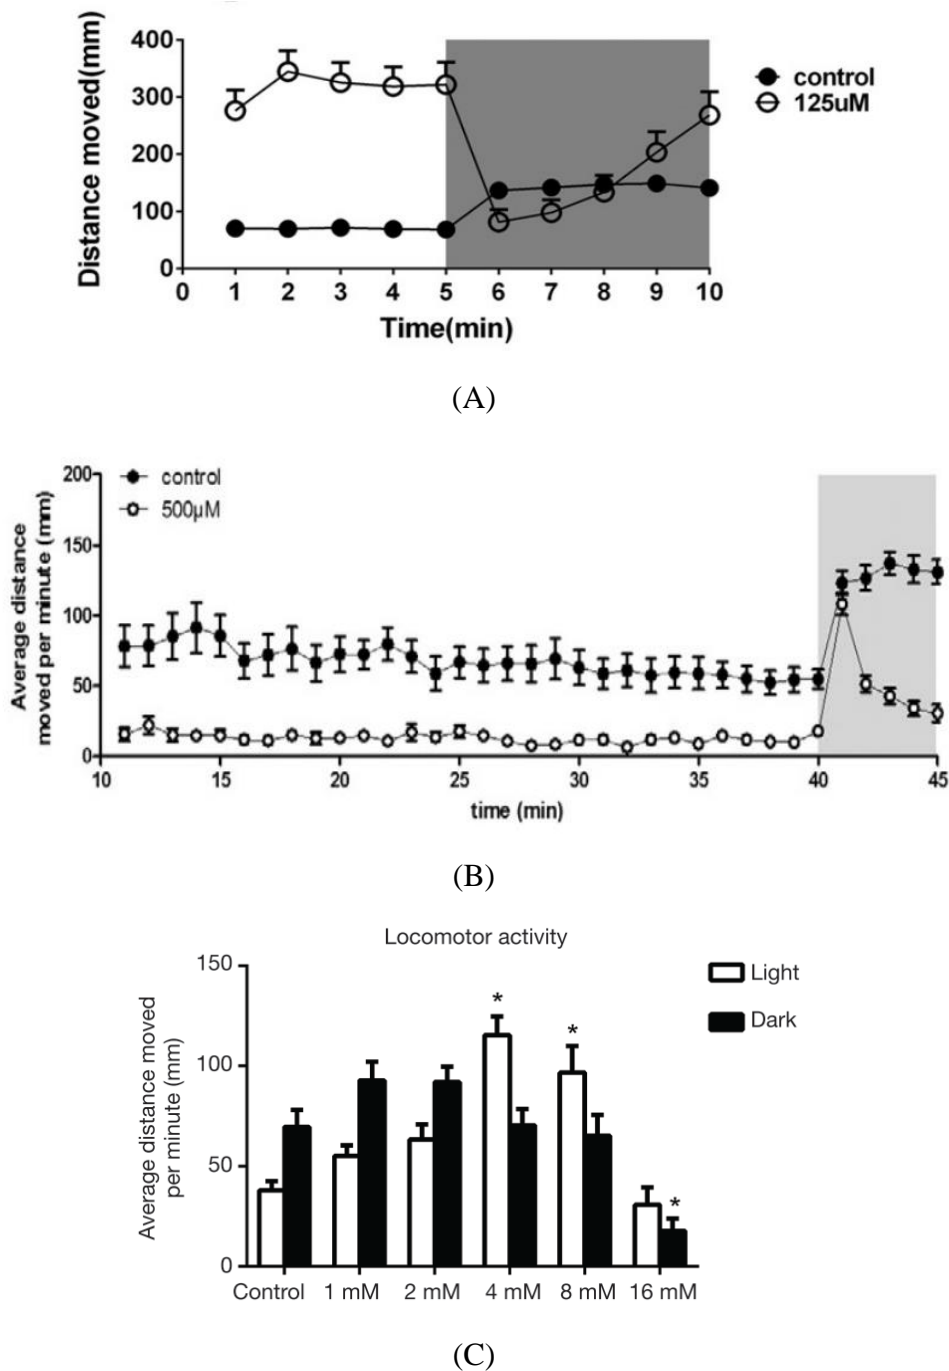 Distance moved(mm)
400
300
200
100
0
0 1 2 3 4 5 6 7 8 9 10
Time(min)
control
125uM
(A)
Average distance
moved per minute (mm)
200
150
100
50
0
control
500µM
10 15 20 25 30 35 40 45
time (min)
(B)
Locomotor activity
Average distance moved
per minute (mm)
150
100
50
0
* * *
Light
Dark
Control 1 mM 2 mM 4 mM 8 mM 16 mM
(C)